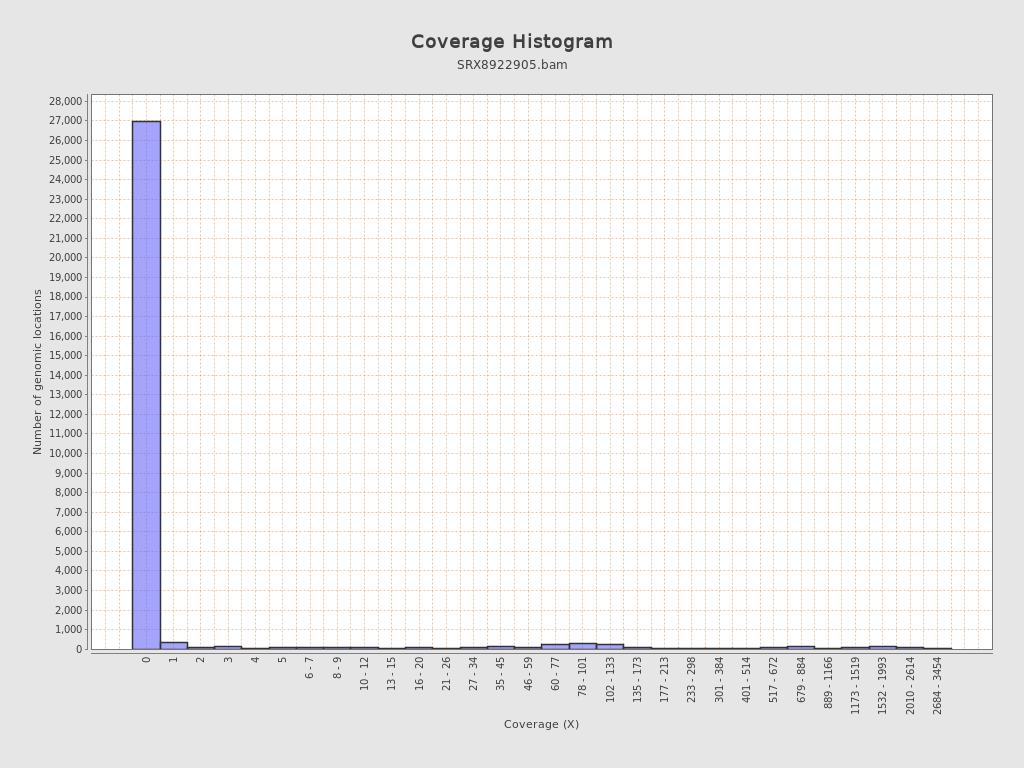 Coverage Histogram
SRX8922905.bam
28,000
27,000
26,000
25,000
24,000
23,000
22,000
21,000
20,000
19,000
18,000
17,000
16,000
15,000
14,000
13,000
12,000
11,000
10,000
9,000
8,000
7,000
6,000
5,000
4,000
3,000
2,000
1,000
0
Number of genomic locations
0
1
2
3
4
5
6 - 7
8 - 9
10 - 12
13 - 15
16 - 20
21 - 26
27 - 34
35 - 45
46 - 59
60 - 77
78 - 101
102 - 133
135 - 173
177 - 213
233 - 298
301 - 384
401 - 514
517 - 672
679 - 884
889 - 1166
1173 - 1519
1532 - 1993
2010 - 2614
2684 - 3454
Coverage (X)